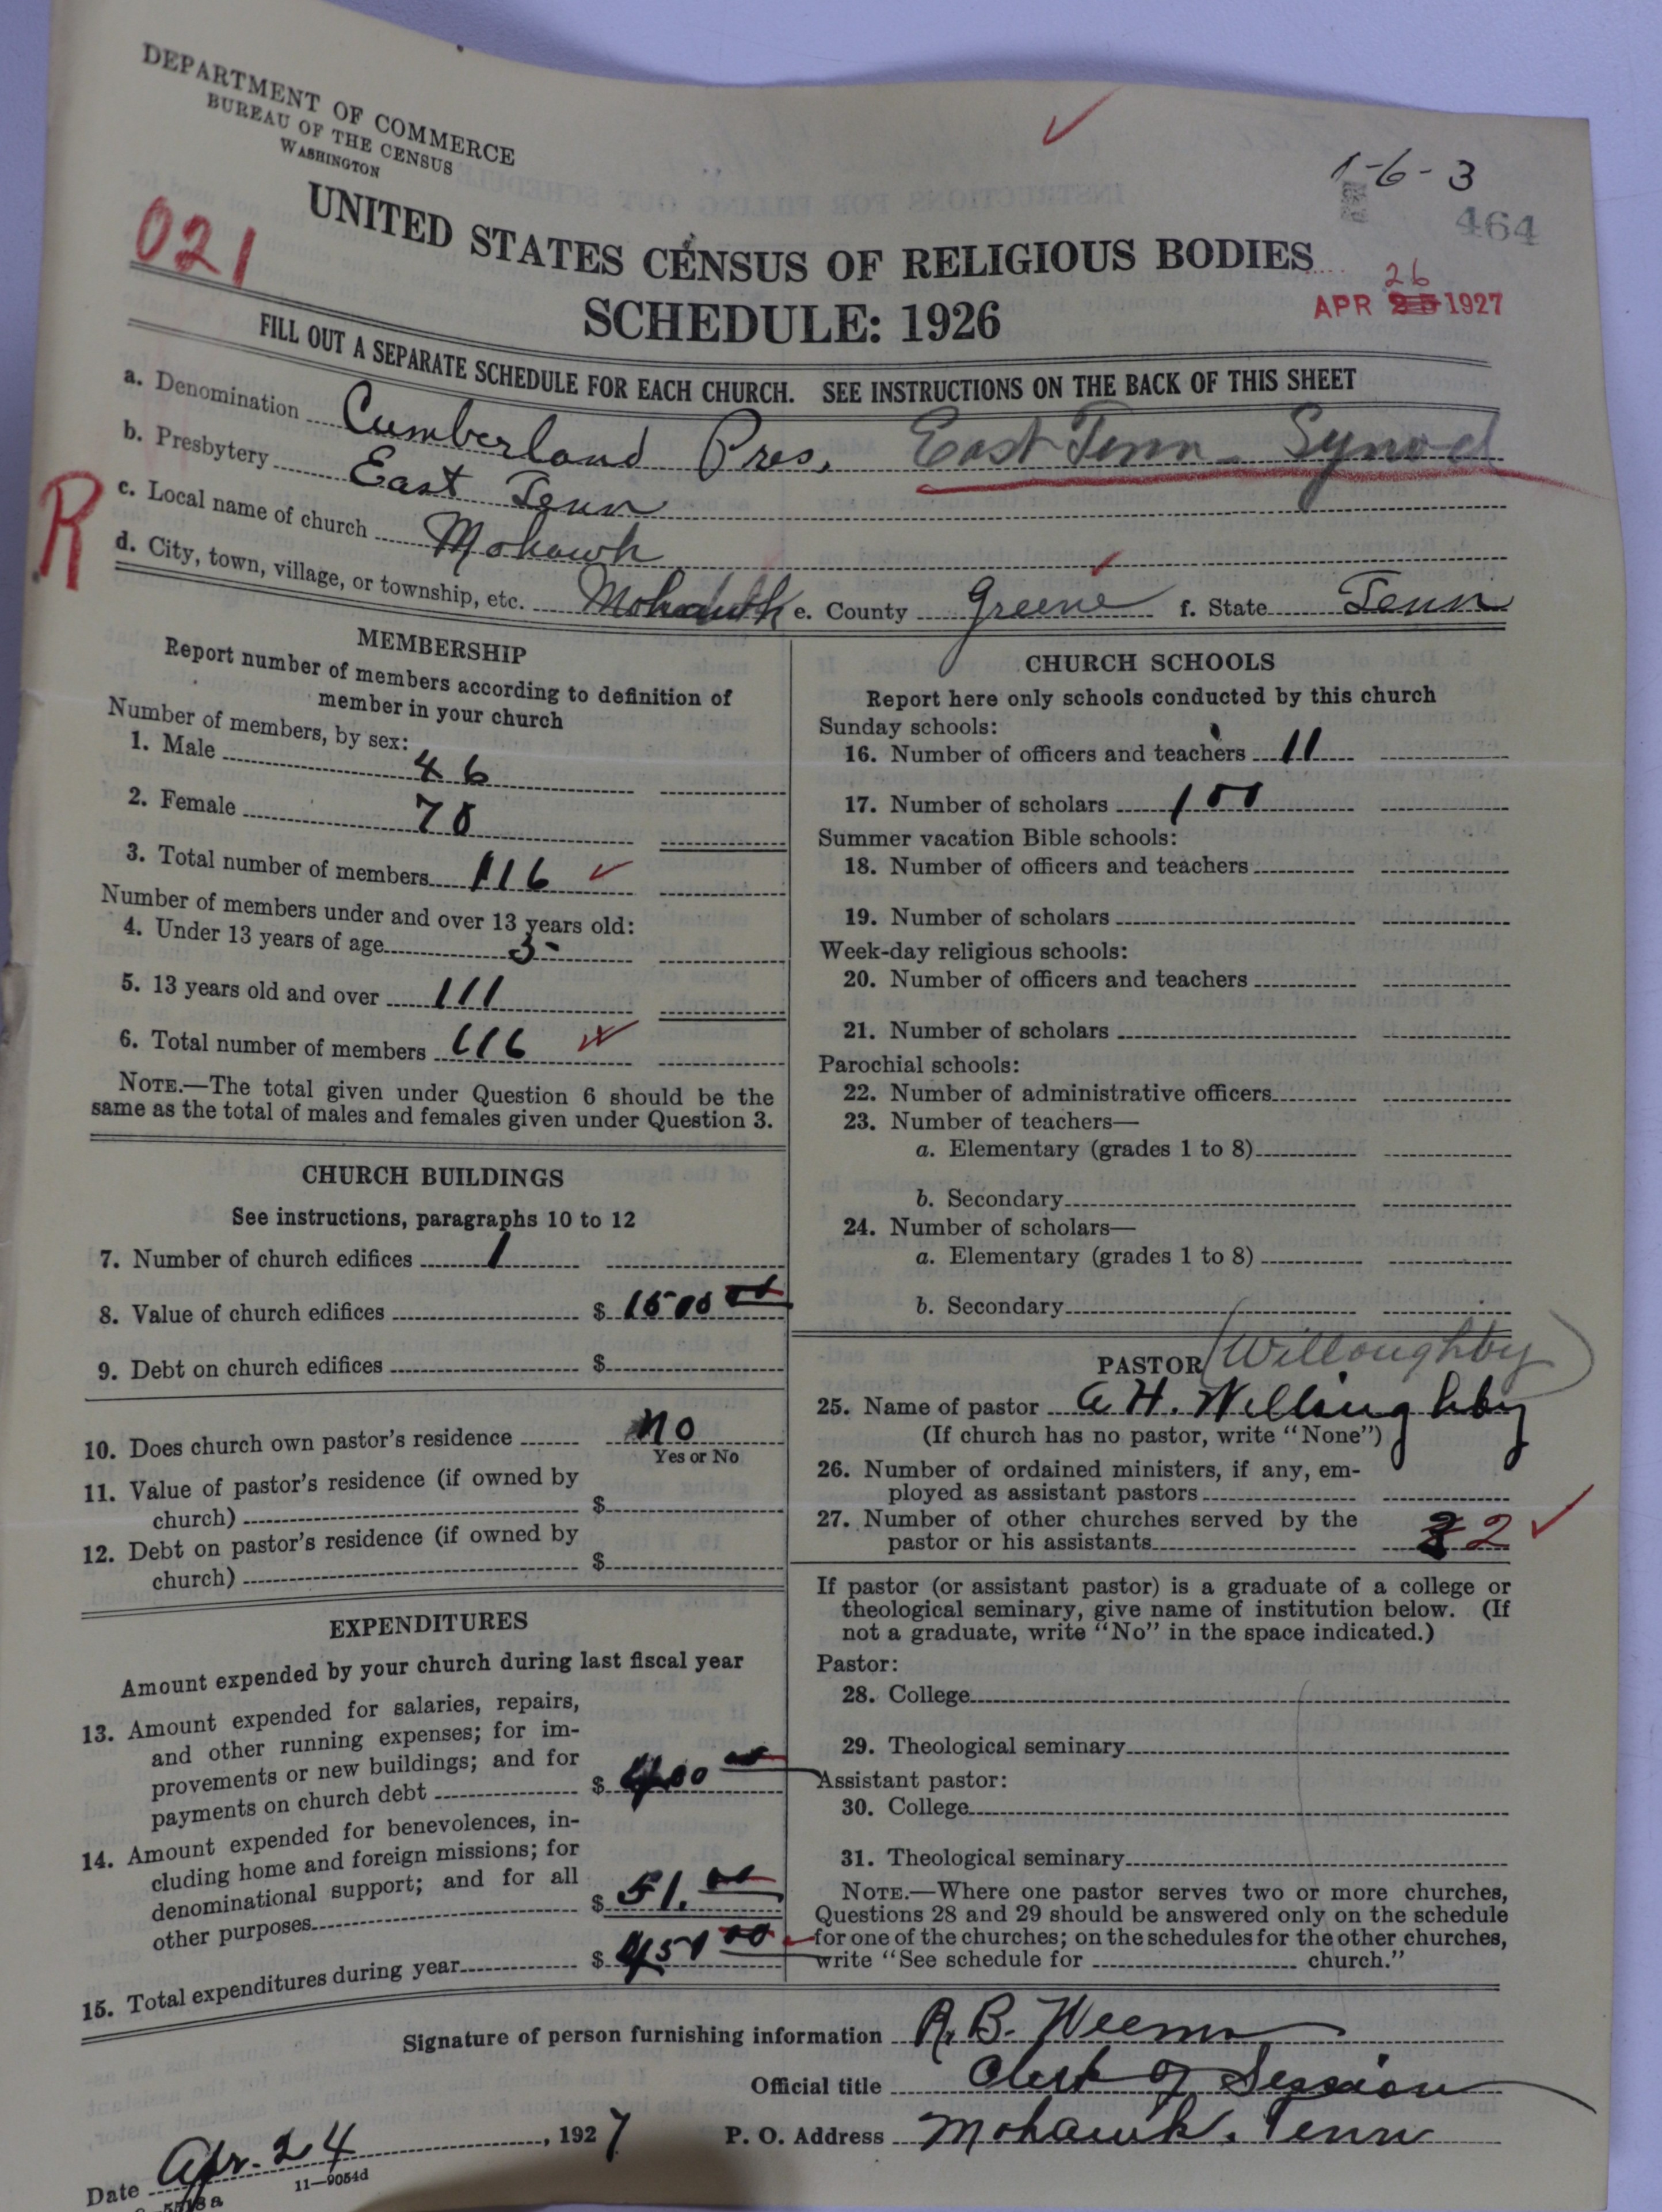 DEPARTMENT OF COMMERCE
BUREAU OF THE CENSUS
WASHINGTON
1-6-3
464
021
UNITED STATES CENSUS OF RELIGIOUS BODIES
SCHEDULE: 1926
26
APR 25 1927
FILL OUT A SEPARATE SCHEDULE FOR EACH CHURCH. SEE INSTRUCTIONS ON THE BACK OF THIS SHEET
a. Denomination Cumberland Pres. East Tenn. Synod
b. Presbytery East Tenn
R
c. Local name of church Mohawk
d. City, town, village, or township, etc. Mohawk e. County Greene f. State Tenn
MEMBERSHIP
Report number of members according to definition of
member in your church
Number of members, by sex:
1. Male 46
2. Female 70
3. Total number of members 116
Number of members under and over 13 years old:
4. Under 13 years of age 5
5. 13 years old and over 111
6. Total number of members 116
NOTE.—The total given under Question 6 should be the
same as the total of males and females given under Question 3.
CHURCH BUILDINGS
See instructions, paragraphs 10 to 12
7. Number of church edifices 1
8. Value of church edifices $ 1500 00
9. Debt on church edifices $
10. Does church own pastor's residence No
Yes or No
11. Value of pastor's residence (if owned by
church) $
12. Debt on pastor's residence (if owned by
church) $
EXPENDITURES
Amount expended by your church during last fiscal year
13. Amount expended for salaries, repairs,
and other running expenses; for im-
provements or new buildings; and for
payments on church debt $ 400 00
14. Amount expended for benevolences, in-
cluding home and foreign missions; for
denominational support; and for all
other purposes $ 51.00
15. Total expenditures during year $ 451 00
CHURCH SCHOOLS
Report here only schools conducted by this church
Sunday schools:
16. Number of officers and teachers 11
17. Number of scholars 100
Summer vacation Bible schools:
18. Number of officers and teachers
19. Number of scholars
Week-day religious schools:
20. Number of officers and teachers
21. Number of scholars
Parochial schools:
22. Number of administrative officers
23. Number of teachers—
a. Elementary (grades 1 to 8)
b. Secondary
24. Number of scholars—
a. Elementary (grades 1 to 8)
b. Secondary
PASTOR (Willoughby)
25. Name of pastor A H. Willoughby
(If church has no pastor, write "None")
26. Number of ordained ministers, if any, em-
ployed as assistant pastors
27. Number of other churches served by the
pastor or his assistants 2
If pastor (or assistant pastor) is a graduate of a college or
theological seminary, give name of institution below. (If
not a graduate, write "No" in the space indicated.)
Pastor:
28. College
29. Theological seminary
Assistant pastor:
30. College
31. Theological seminary
NOTE.—Where one pastor serves two or more churches,
Questions 28 and 29 should be answered only on the schedule
for one of the churches; on the schedules for the other churches,
write "See schedule for church."
Signature of person furnishing information R. B. Weems
Official title Clerk of Session
Date Apr. 24, 1927 P. O. Address Mohawk, Tenn
11—9054d